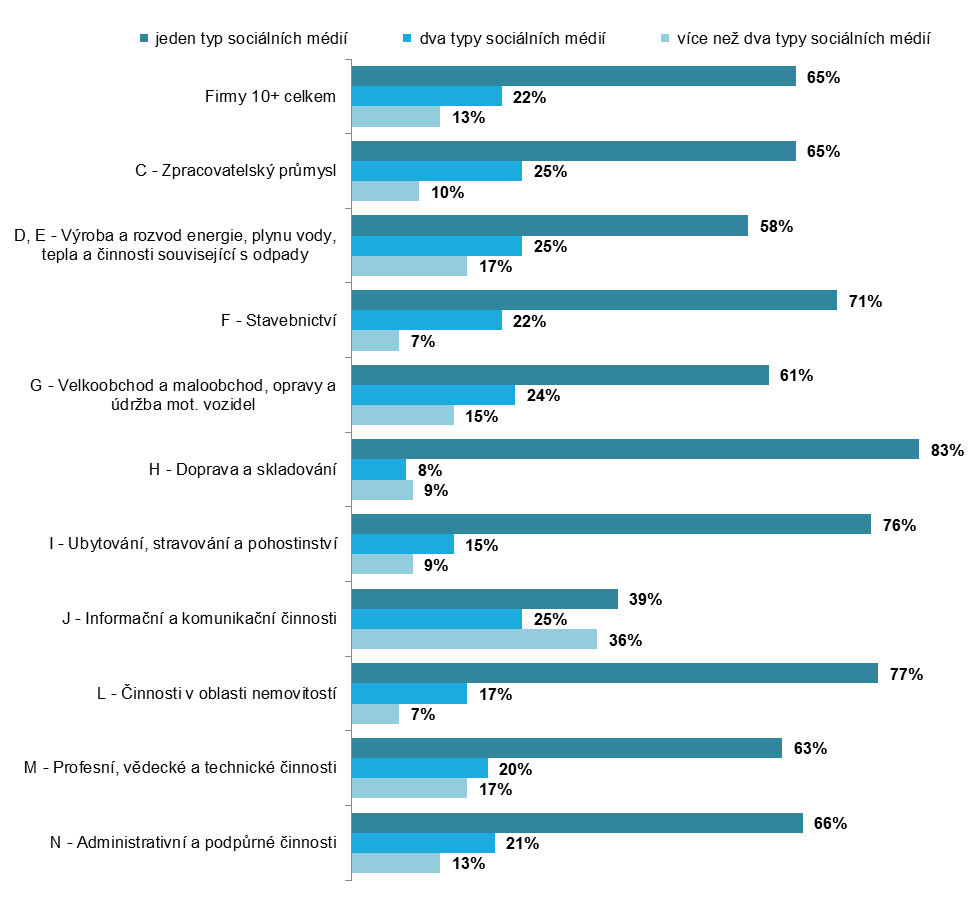 jeden typ sociálních médií dva typy sociálních médií více než dva typy sociálních médií
Firmy 10+ celkem
65%
22%
13%
C - Zpracovatelský průmysl
65%
25%
10%
D, E - Výroba a rozvod energie, plynu vody,
tepla a činnosti související s odpady
58%
25%
17%
F - Stavebnictví
71%
22%
7%
G - Velkoobchod a maloobchod, opravy a
údržba mot. vozidel
61%
24%
15%
H - Doprava a skladování
83%
8%
9%
I - Ubytování, stravování a pohostinství
76%
15%
9%
J - Informační a komunikační činnosti
39%
25%
36%
L - Činnosti v oblasti nemovitostí
77%
17%
7%
M - Profesní, vědecké a technické činnosti
63%
20%
17%
N - Administrativní a podpůrné činnosti
66%
21%
13%